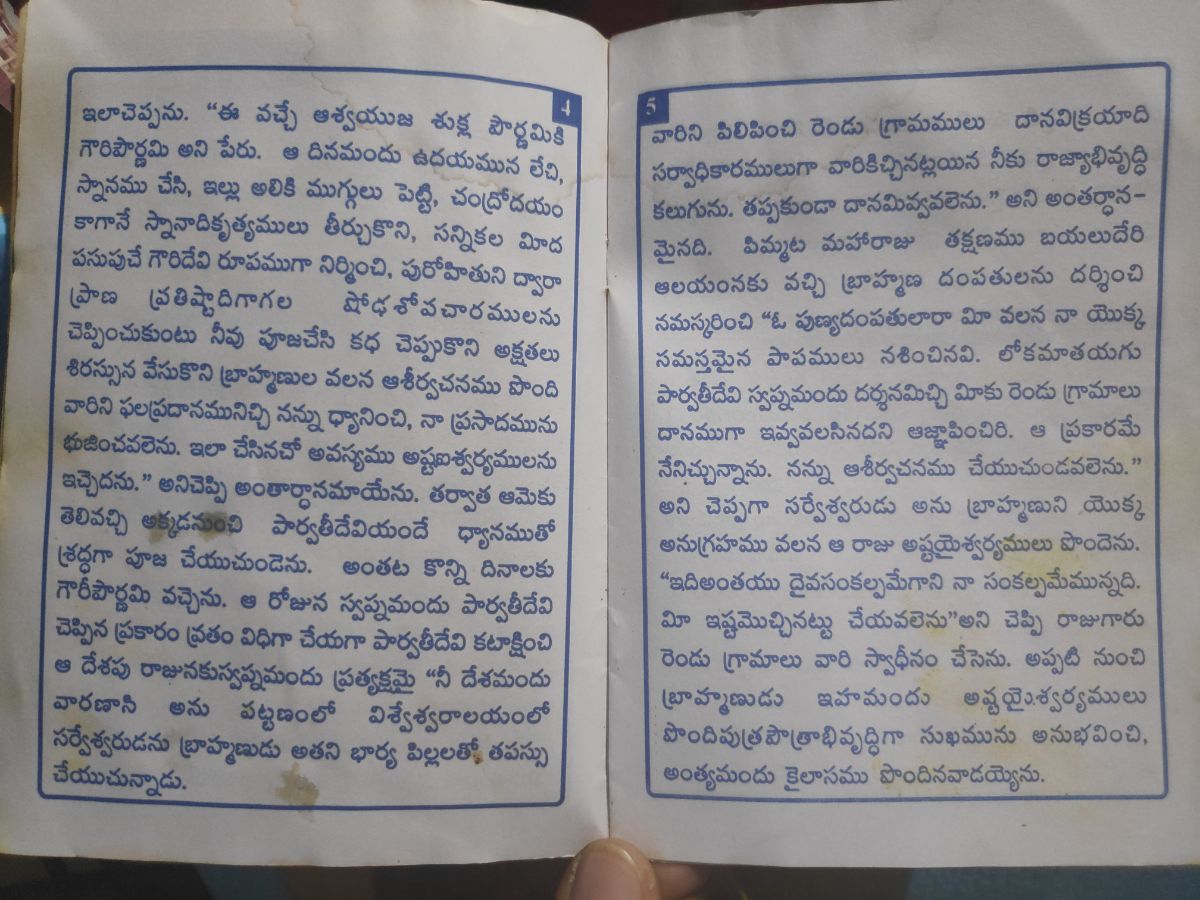 4
ఇలాచెప్పను. “ఈ వచ్చే ఆశ్వయుజ శుక్ల పౌర్ణమికి
గౌరిపౌర్ణమి అని పేరు. ఆ దినమందు ఉదయమున లేచి,
స్నానము చేసి, ఇల్లు అలికి ముగ్గులు పెట్టి, చంద్రోదయం
కాగానే స్నానాదికృత్యములు తీర్చుకొని, సన్నికల మీద
పసుపుచే గౌరిదేవి రూపముగా నిర్మించి, పురోహితుని ద్వారా
ప్రాణ ప్రతిష్టాదిగాగల షోఢశోవచారములను
చెప్పించుకుంటు నీవు పూజచేసి కధ చెప్పుకొని అక్షతలు
శిరస్సున వేసుకొని బ్రాహ్మణుల వలన ఆశీర్వచనము పొంది
వారిని ఫలప్రదానమునిచ్చి నన్ను ధ్యానించి, నా ప్రసాదమును
భుజించవలెను. ఇలా చేసినచో అవస్యము అష్టఐశ్వర్యములను
ఇచ్చెదను.” అనిచెప్పి అంతార్ధానమాయేను. తర్వాత ఆమెకు
తెలివచ్చి అక్కడనుంచి పార్వతీదేవియందే ధ్యానముతో
శ్రద్ధగా పూజ చేయుచుండెను. అంతట కొన్ని దినాలకు
గౌరీపౌర్ణమి వచ్చెను. ఆ రోజున స్వప్నమందు పార్వతీదేవి
చెప్పిన ప్రకారం వ్రతం విధిగా చేయగా పార్వతీదేవి కటాక్షించి
ఆ దేశపు రాజునకుస్వప్నమందు ప్రత్యక్షమై “నీ దేశమందు
వారణాసి అను పట్టణంలో విశ్వేశ్వరాలయంలో
సర్వేశ్వరుడను బ్రాహ్మణుడు అతని భార్య పిల్లలతో తపస్సు
చేయుచున్నాడు.
5
వారిని పిలిపించి రెండు గ్రామములు దానవిక్రయాది
సర్వాధికారములుగా వారికిచ్చినట్లయిన నీకు రాజ్యాభివృద్ధి
కలుగును. తప్పకుండా దానమివ్వవలెను.” అని అంతర్ధాన-
మైనది. పిమ్మట మహారాజు తక్షణము బయలుదేరి
ఆలయంనకు వచ్చి బ్రాహ్మణ దంపతులను దర్శించి
నమస్కరించి “ఓ పుణ్యదంపతులారా మీ వలన నా యొక్క
సమస్తమైన పాపములు నశించినవి. లోకమాతయగు
పార్వతీదేవి స్వప్నమందు దర్శనమిచ్చి మీకు రెండు గ్రామాలు
దానముగా ఇవ్వవలసినదని ఆజ్ఞాపించిరి. ఆ ప్రకారమే
నేనిచ్చున్నాను. నన్ను ఆశీర్వచనము చేయుచుండవలెను.”
అని చెప్పగా సర్వేశ్వరుడు అను బ్రాహ్మణుని యొక్క
అనుగ్రహము వలన ఆ రాజు అష్టయైశ్వర్యములు పొందెను.
“ఇదిఅంతయు దైవసంకల్పమేగాని నా సంకల్పమేమున్నది.
మీ ఇష్టమొచ్చినట్టు చేయవలెను”అని చెప్పి రాజుగారు
రెండు గ్రామాలు వారి స్వాధీనం చేసెను. అప్పటి నుంచి
బ్రాహ్మణుడు ఇహమందు అష్టయైశ్వర్యములు
పొందిపుత్రపౌత్రాభివృద్ధిగా సుఖమును అనుభవించి,
అంత్యమందు కైలాసము పొందినవాడయ్యెను.